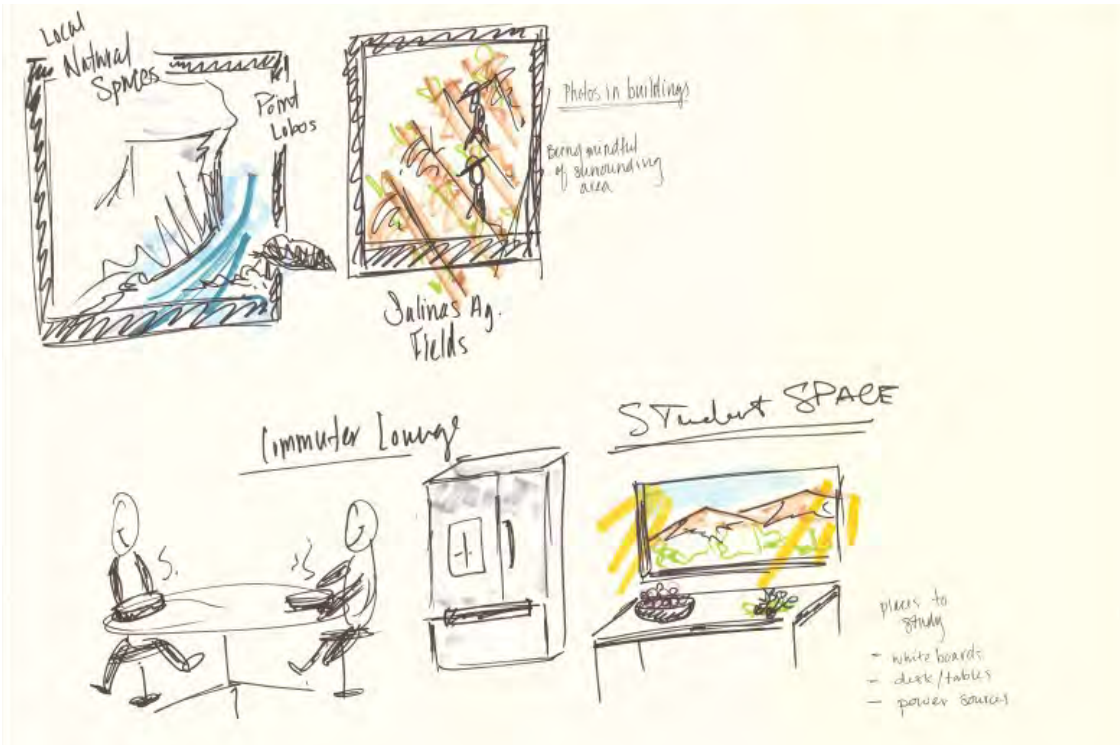 Local
Natural
Spaces
Point
Lobos
Photos in buildings
Being mindful
of surrounding
area
Salinas Ag.
Fields
Commuter Lounge
STudent SPACE
places to
study
- white boards
- desk/tables
- power sources